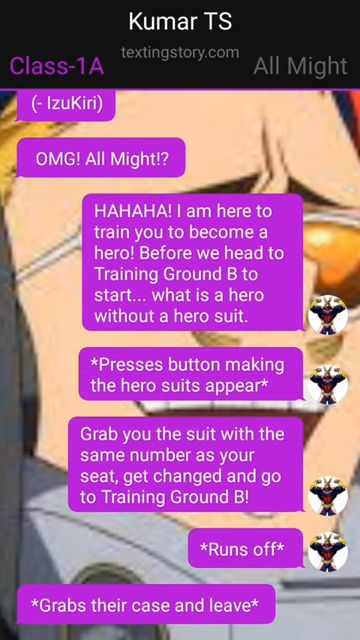 Kumar TS
textingstory.com
Class-1A
All Might
(- IzuKiri)
OMG! All Might!?
HAHAHA! I am here to
train you to become a
hero! Before we head to
Training Ground B to
start... what is a hero
without a hero suit.
*Presses button making
the hero suits appear*
Grab you the suit with the
same number as your
seat, get changed and go
to Training Ground B!
*Runs off*
*Grabs their case and leave*